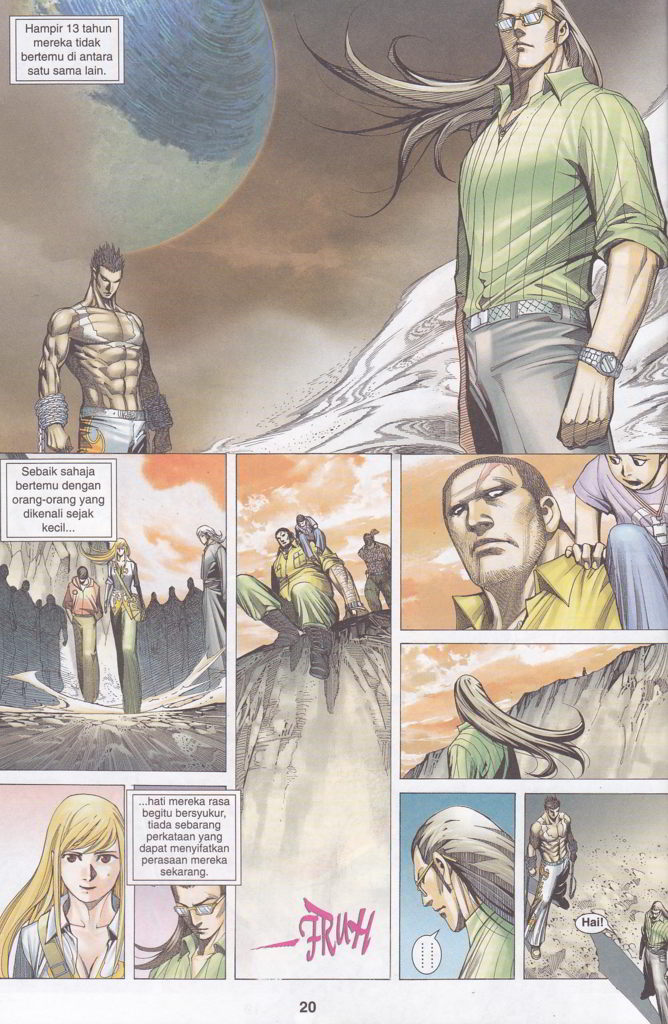 Hampir 13 tahun
mereka tidak
bertemu di antara
satu sama lain.
Sebaik sahaja
bertemu dengan
orang-orang yang
dikenali sejak
kecil...
...hati mereka rasa
begitu bersyukur,
tiada sebarang
perkataan yang
dapat menyifatkan
perasaan mereka
sekarang.
FRUH
Hai!
20